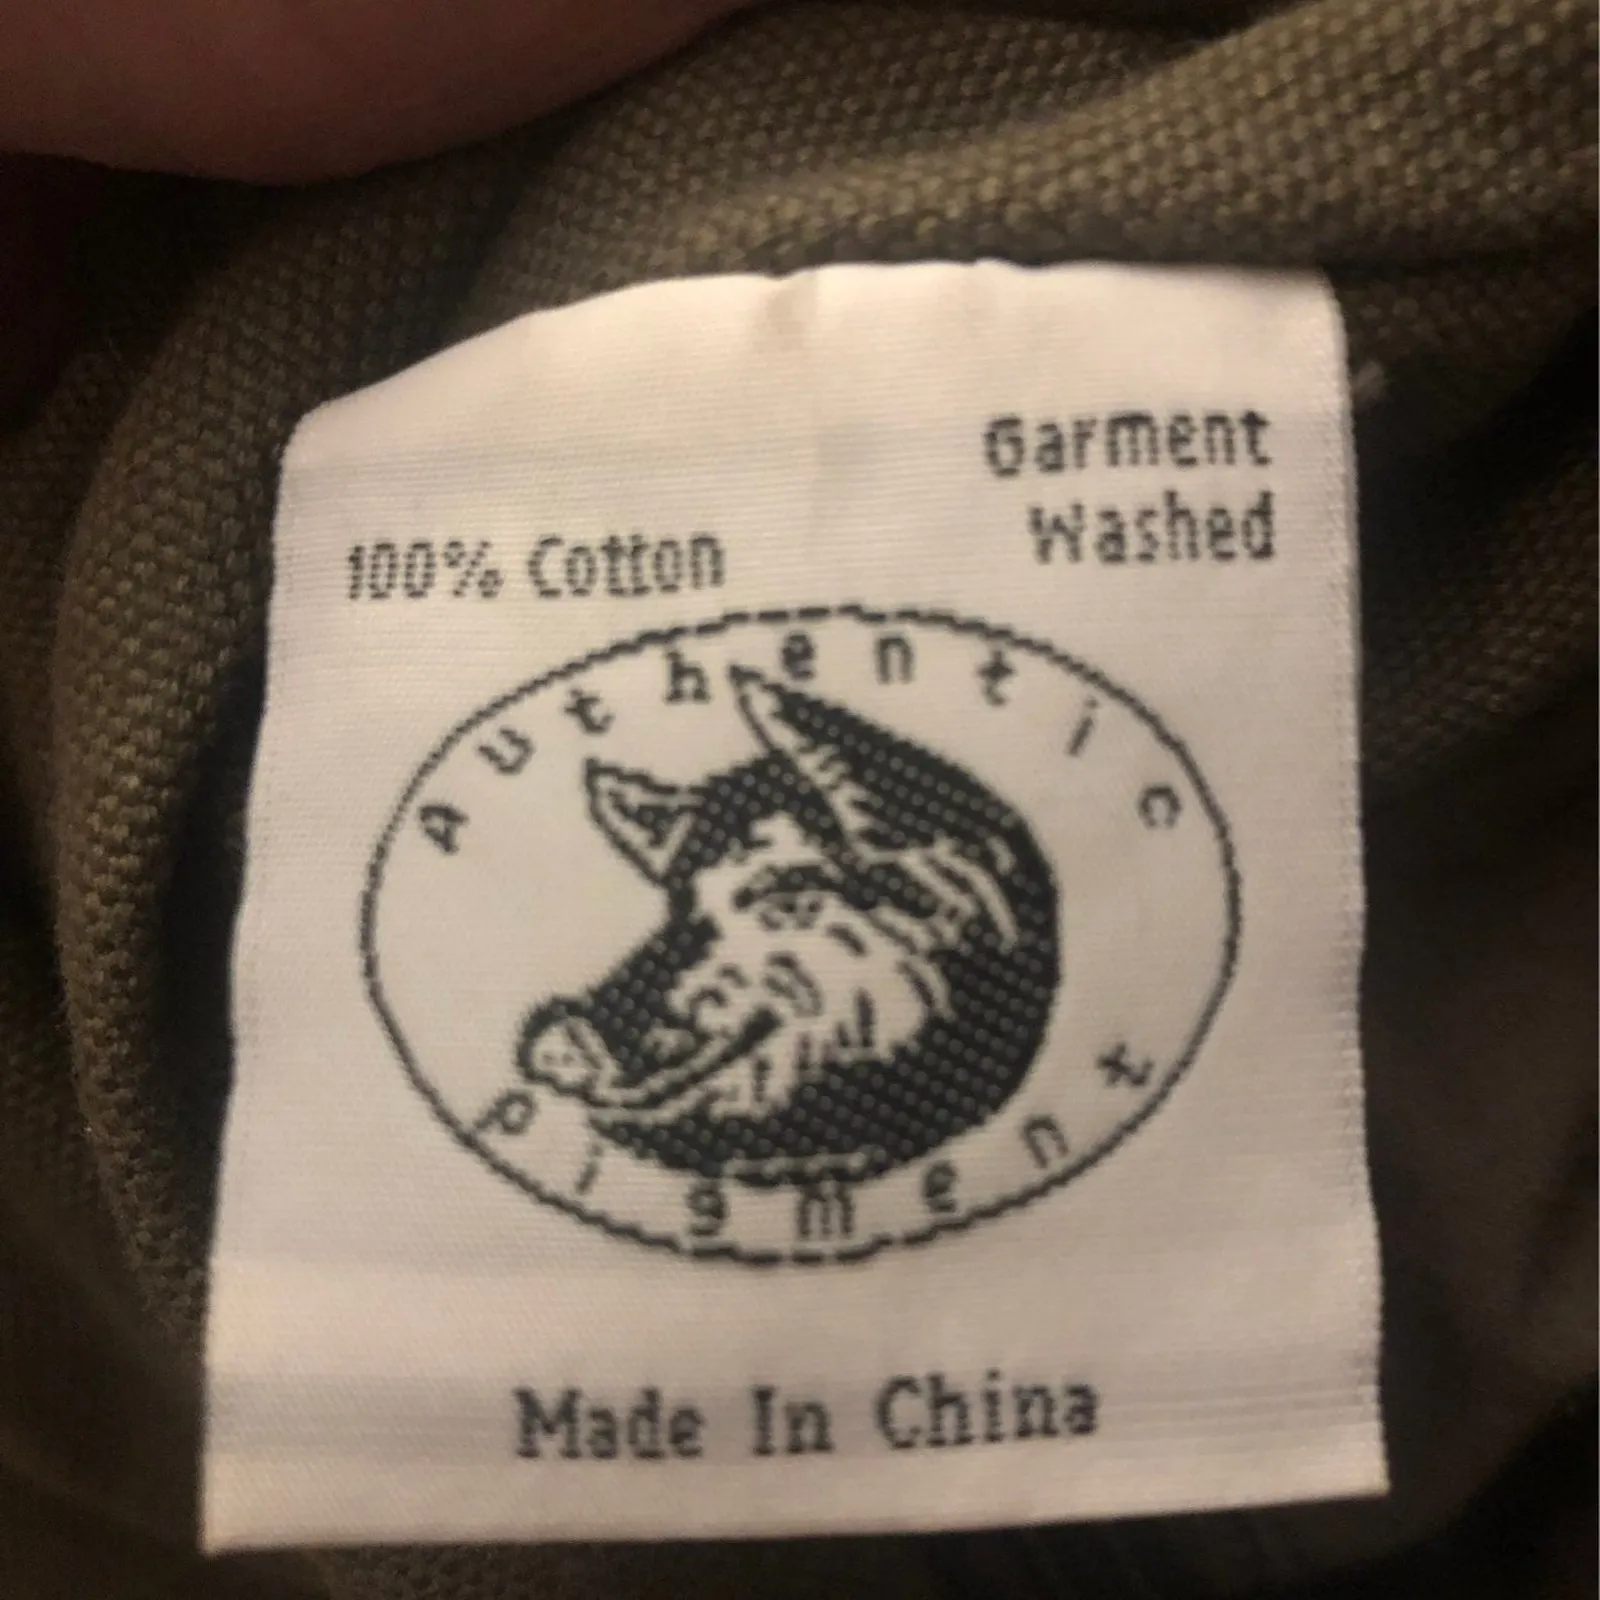 Garment
Washed
100% Cotton
Authentic
pigment
Made In China